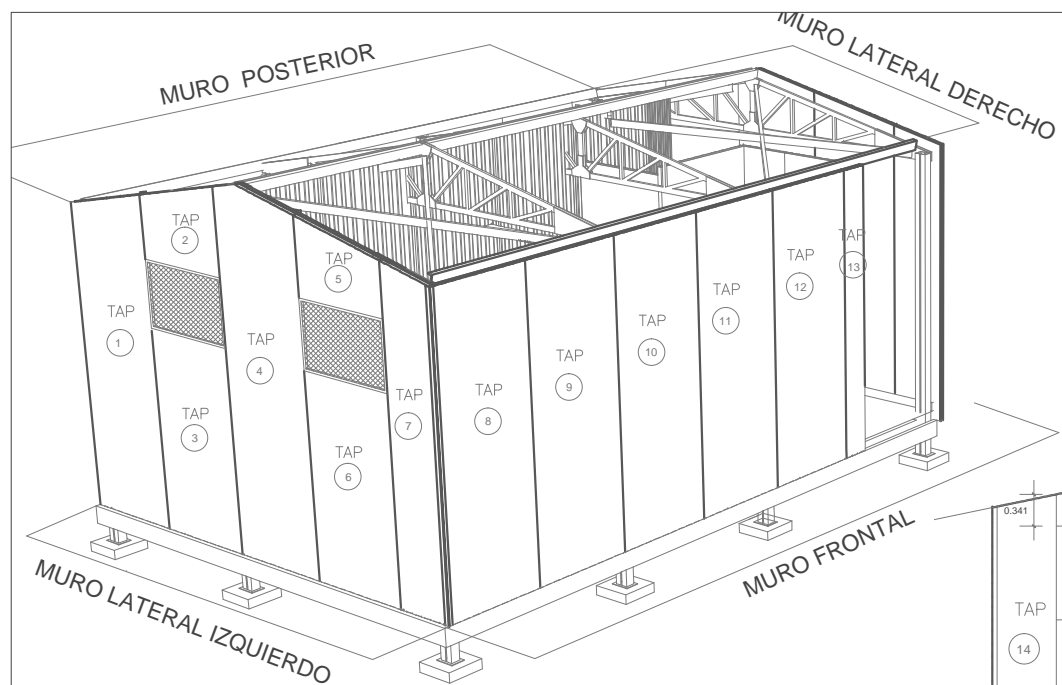 MURO POSTERIOR
MURO LATERAL DERECHO
TAP
2
TAP
5
TAP
1
TAP
4
TAP
3
TAP
6
TAP
7
TAP
8
TAP
9
TAP
10
TAP
11
TAP
12
TAP
13
MURO LATERAL IZQUIERDO
MURO FRONTAL
0.341
TAP
14